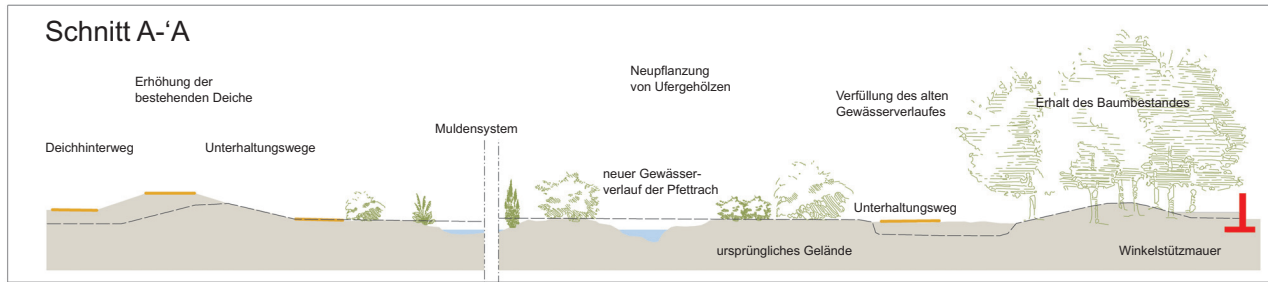 Schnitt A-‘A
Erhöhung der
bestehenden Deiche
Neupflanzung
von Ufergehölzen
Verfüllung des alten
Gewässerverlaufes
Erhalt des Baumbestandes
Muldensystem
Deichhinterweg
Unterhaltungswege
neuer Gewässer-
verlauf der Pfettrach
Unterhaltungsweg
ursprüngliches Gelände
Winkelstützmauer